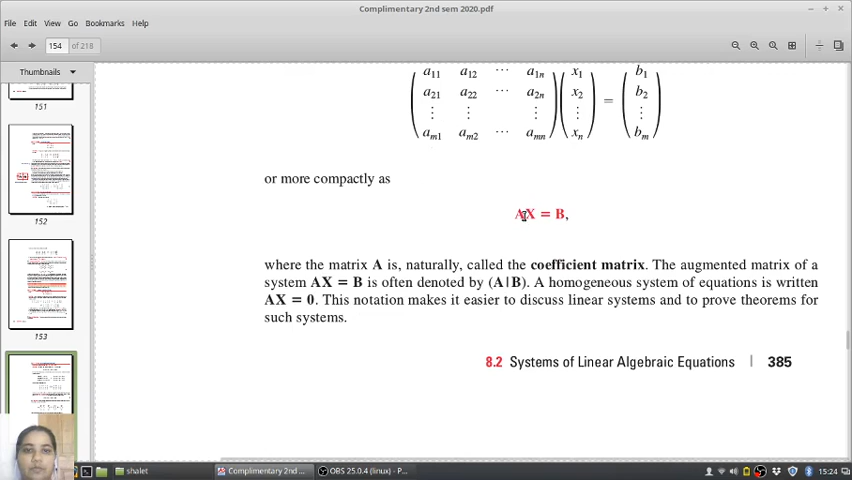 Complimentary 2nd sem 2020.pdf
File Edit View Go Bookmarks Help
154 of 218
Thumbnails
151
152
153
a11 a12 ⋯ a1n x1 b1
a21 a22 ⋯ a2n x2 = b2
⋮ ⋮ ⋮ ⋮ ⋮
am1 am2 ⋯ amn xn bm
or more compactly as
AX = B,
where the matrix A is, naturally, called the coefficient matrix. The augmented matrix of a
system AX = B is often denoted by (A|B). A homogeneous system of equations is written
AX = 0. This notation makes it easier to discuss linear systems and to prove theorems for
such systems.
8.2 Systems of Linear Algebraic Equations | 385
shalet
Complimentary 2nd ...
OBS 25.0.4 (linux) - P...
15:24